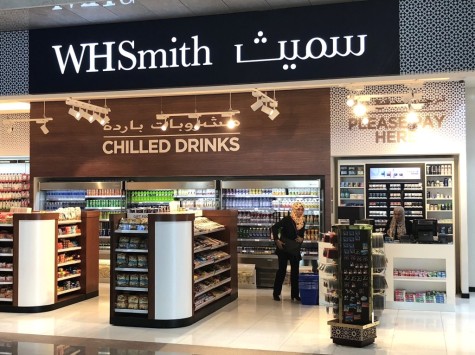 WHSmith سميث
مشروبات باردة
CHILLED DRINKS
PLEASE PAY
HERE